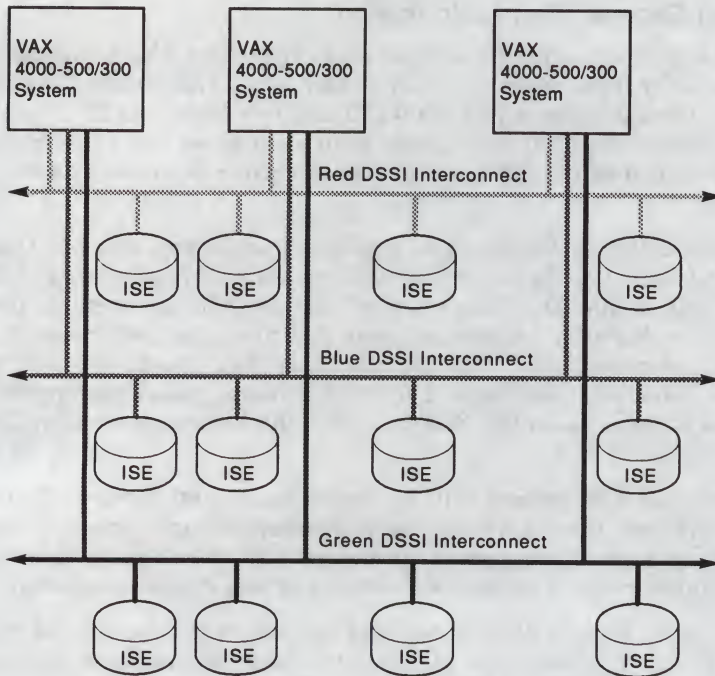 VAX
4000-500/300
System
VAX
4000-500/300
System
VAX
4000-500/300
System
Red DSSI Interconnect
ISE
ISE
ISE
ISE
Blue DSSI Interconnect
ISE
ISE
ISE
ISE
Green DSSI Interconnect
ISE
ISE
ISE
ISE